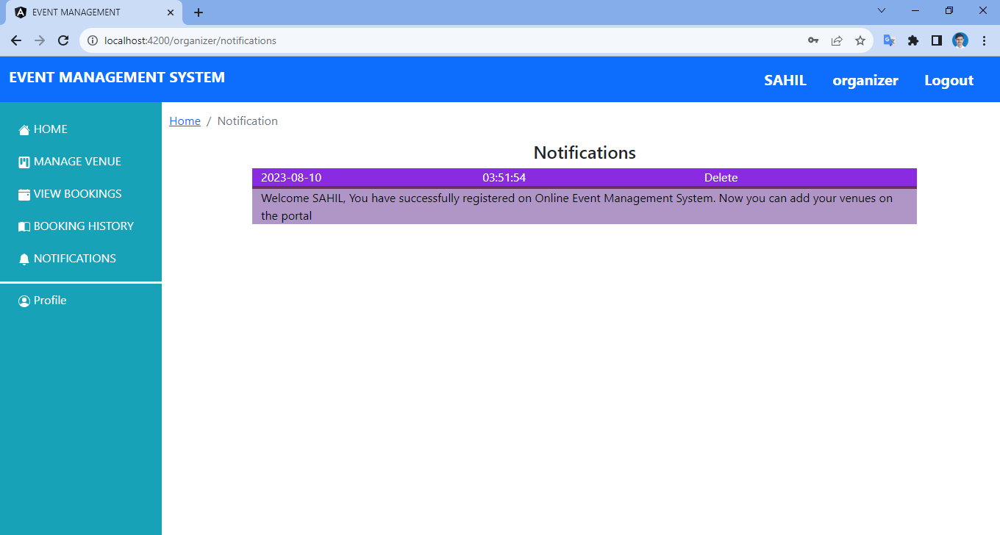 EVENT MANAGEMENT
localhost:4200/organizer/notifications
EVENT MANAGEMENT SYSTEM
SAHIL organizer Logout
HOME
MANAGE VENUE
VIEW BOOKINGS
BOOKING HISTORY
NOTIFICATIONS
Profile
Home / Notification
Notifications
2023-08-10 03:51:54 Delete
Welcome SAHIL, You have successfully registered on Online Event Management System. Now you can add your venues on
the portal